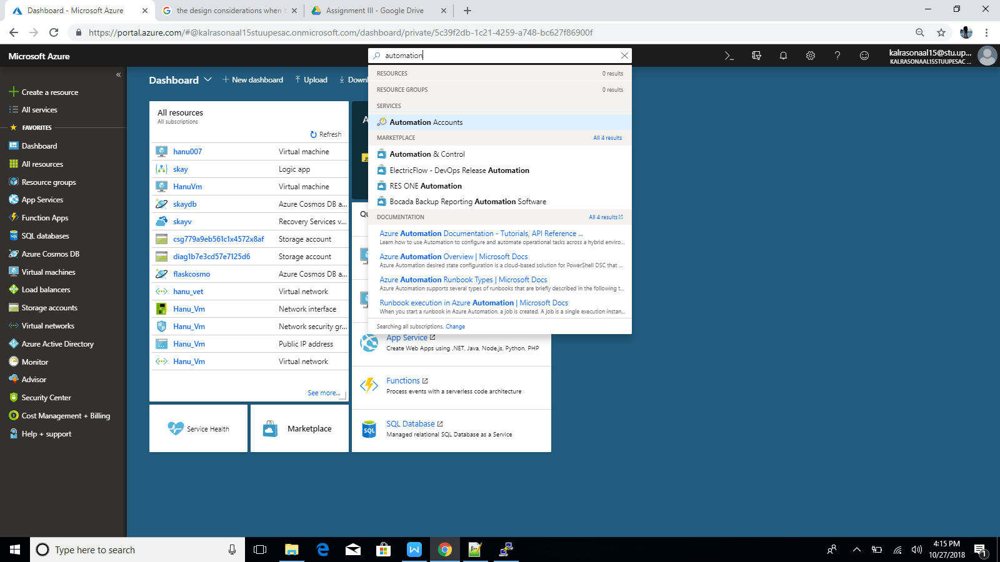 Dashboard - Microsoft Azure
the design considerations when
Assignment III - Google Drive
https://portal.azure.com/#@kalrasonaal15stuupesac.onmicrosoft.com/dashboard/private/5c39f2db-1c21-4259-a748-bc627f86900f
Microsoft Azure
automation
kalrasonaal15@stu.up...
KALRASONAAL15STUUPESAC ...
Create a resource
All services
FAVORITES
Dashboard
All resources
Resource groups
App Services
Function Apps
SQL databases
Azure Cosmos DB
Virtual machines
Load balancers
Storage accounts
Virtual networks
Azure Active Directory
Monitor
Advisor
Security Center
Cost Management + Billing
Help + support
Dashboard
New dashboard
Upload
Downl
All resources
All subscriptions
Refresh
hanu007 Virtual machine
skay Logic app
HanuVm Virtual machine
skaydb Azure Cosmos DB a...
skayv Recovery Services v...
csg779a9eb561c1x4572x8af Storage account
diag1b7e3cd57e7125d6 Storage account
flaskcosmo Azure Cosmos DB a...
hanu_vet Virtual network
Hanu_Vm Network interface
Hanu_Vm Network security gr...
Hanu_Vm Public IP address
Hanu_Vm Virtual network
See more...
Service Health
Marketplace
A
JS
Qu
RESOURCES 0 results
RESOURCE GROUPS 0 results
SERVICES
Automation Accounts
MARKETPLACE All 4 results
Automation & Control
ElectricFlow - DevOps Release Automation
RES ONE Automation
Bocada Backup Reporting Automation Software
DOCUMENTATION All 4 results
Azure Automation Documentation - Tutorials, API Reference ...
Learn how to use Automation to configure and automate operational tasks across a hybrid enviro...
Azure Automation Overview | Microsoft Docs
Azure Automation desired state configuration is a cloud-based solution for PowerShell DSC that ...
Azure Automation Runbook Types | Microsoft Docs
Azure Automation supports several types of runbooks that are briefly described in the following t...
Runbook execution in Azure Automation | Microsoft Docs
When you start a runbook in Azure Automation, a job is created. A job is a single execution instan...
Searching all subscriptions. Change
App Service
Create Web Apps using .NET, Java, Node.js, Python, PHP
Functions
Process events with a serverless code architecture
SQL
SQL Database
Managed relational SQL Database as a Service
Type here to search
4:15 PM
10/27/2018
1